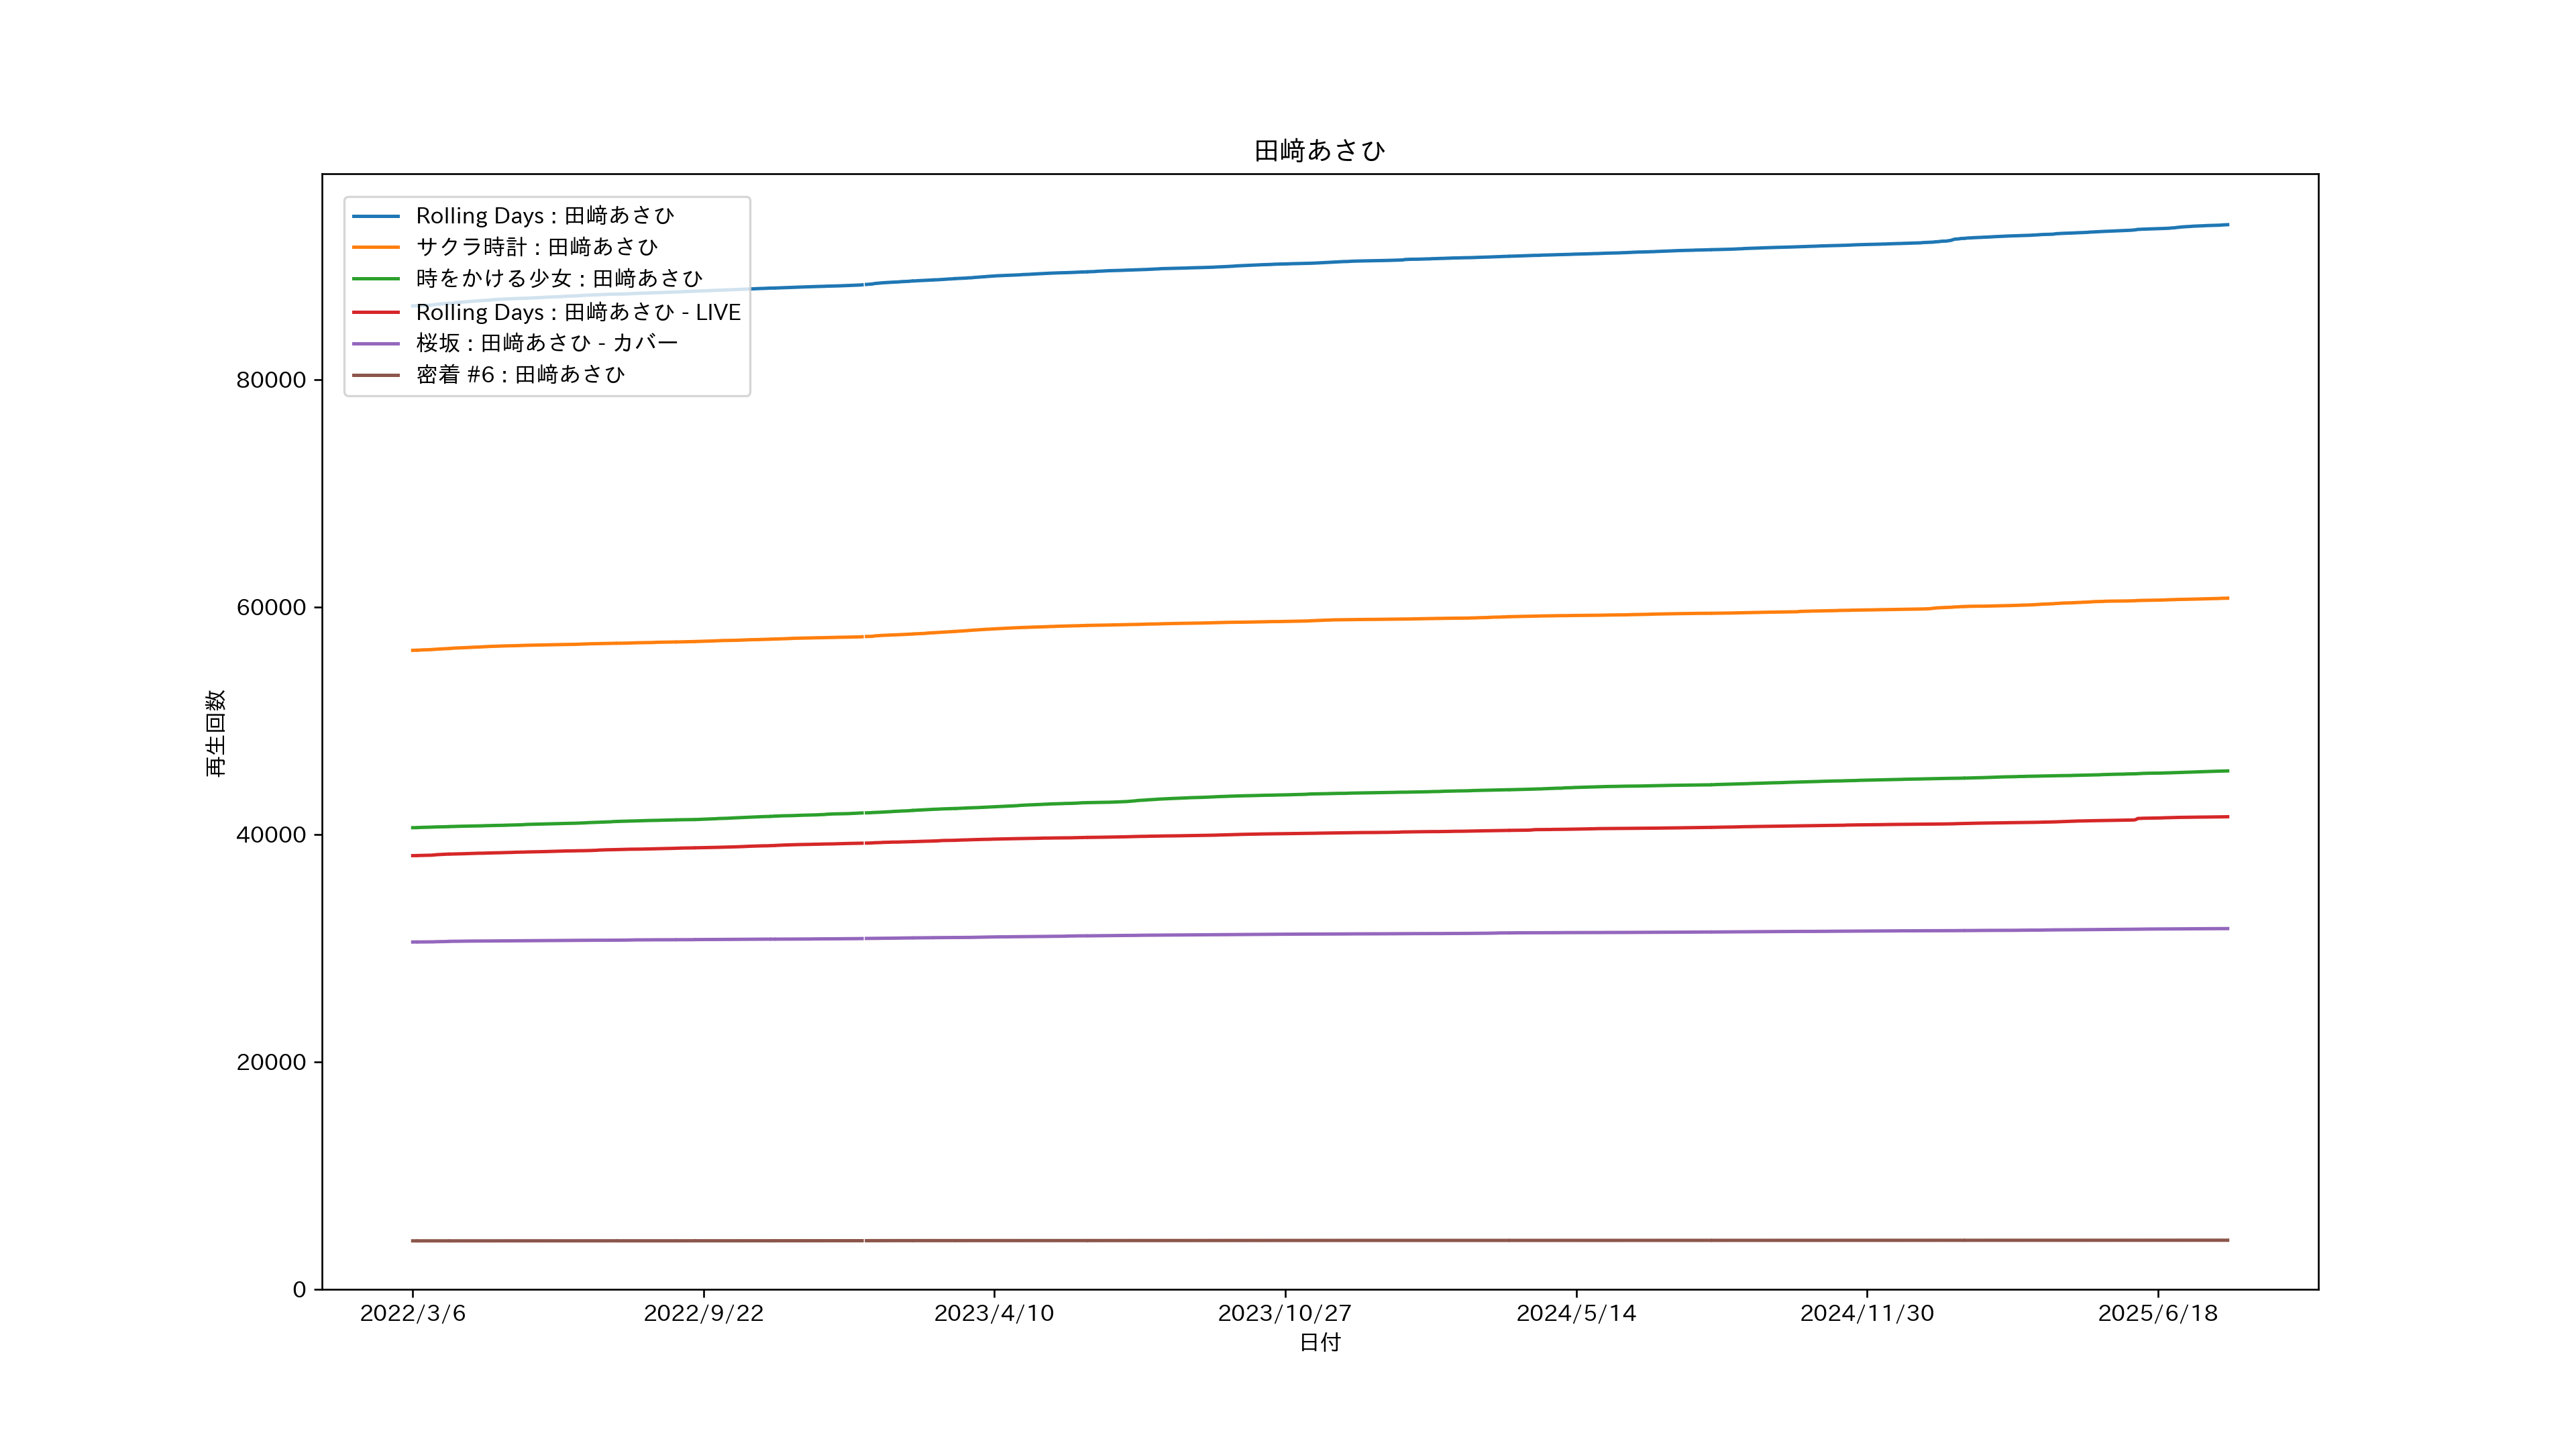 田﨑あさひ
Rolling Days : 田﨑あさひ
サクラ時計 : 田﨑あさひ
時をかける少女 : 田﨑あさひ
Rolling Days : 田﨑あさひ - LIVE
桜坂 : 田﨑あさひ - カバー
密着 #6 : 田﨑あさひ
80000
60000
40000
20000
0
再生回数
2022/3/6 2022/9/22 2023/4/10 2023/10/27 2024/5/14 2024/11/30 2025/6/18
日付